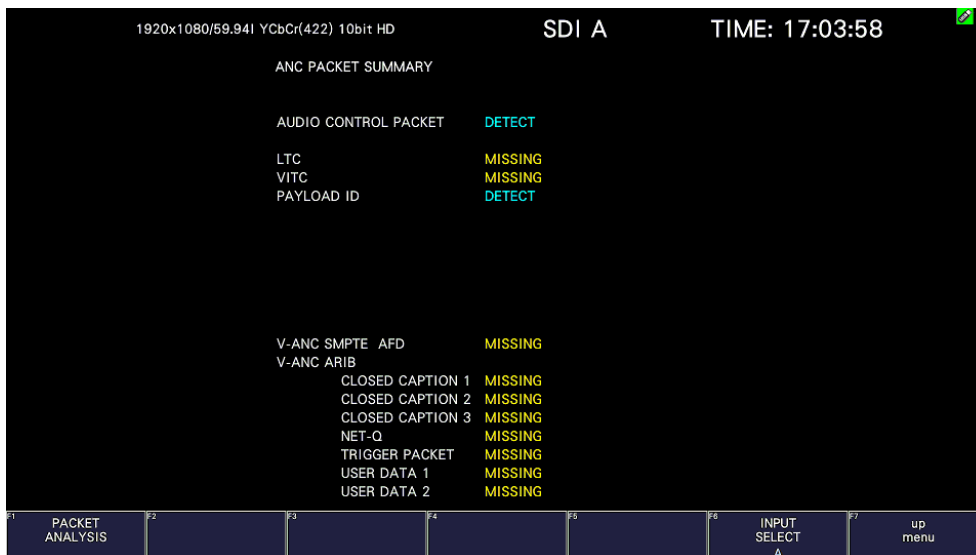 1920x1080/59.94I YCbCr(422) 10bit HD SDI A TIME: 17:03:58
ANC PACKET SUMMARY
AUDIO CONTROL PACKET DETECT
LTC MISSING
VITC MISSING
PAYLOAD ID DETECT
V-ANC SMPTE AFD MISSING
V-ANC ARIB
CLOSED CAPTION 1 MISSING
CLOSED CAPTION 2 MISSING
CLOSED CAPTION 3 MISSING
NET-Q MISSING
TRIGGER PACKET MISSING
USER DATA 1 MISSING
USER DATA 2 MISSING
F1 PACKET F2 F3 F4 F5 F6 INPUT F7 up
ANALYSIS SELECT menu
A